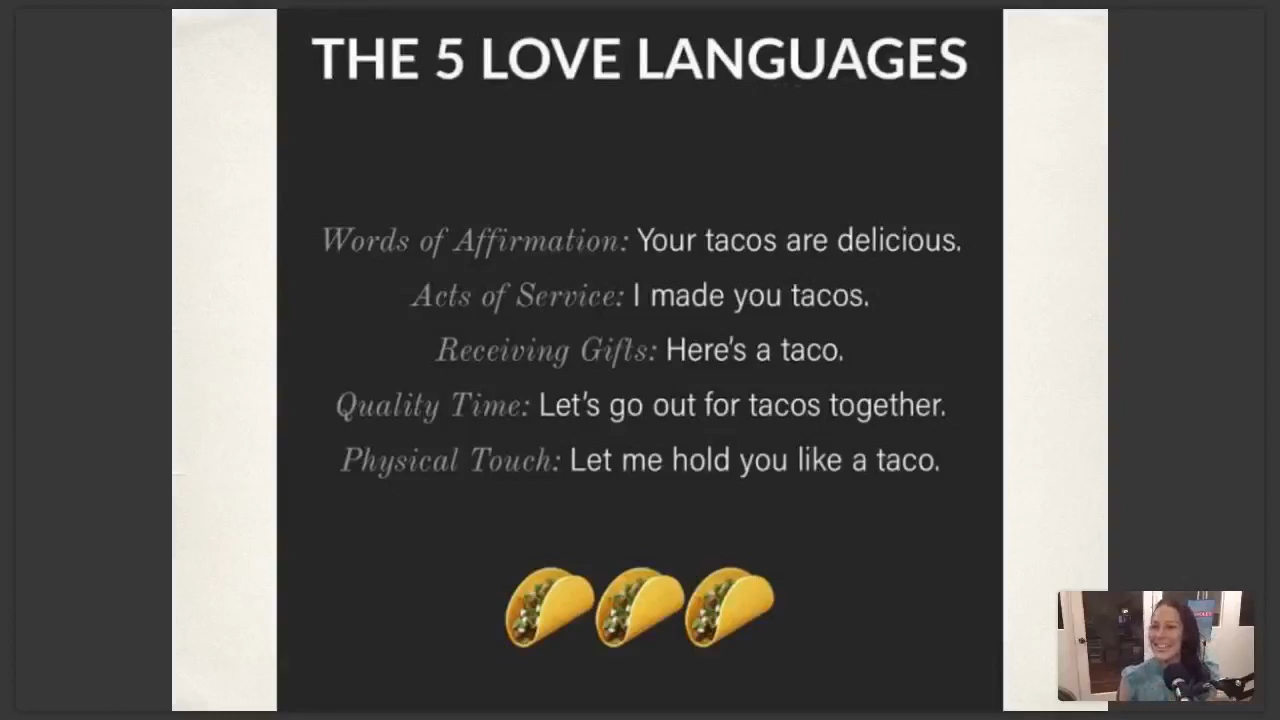 THE 5 LOVE LANGUAGES
Words of Affirmation: Your tacos are delicious.
Acts of Service: I made you tacos.
Receiving Gifts: Here's a taco.
Quality Time: Let's go out for tacos together.
Physical Touch: Let me hold you like a taco.